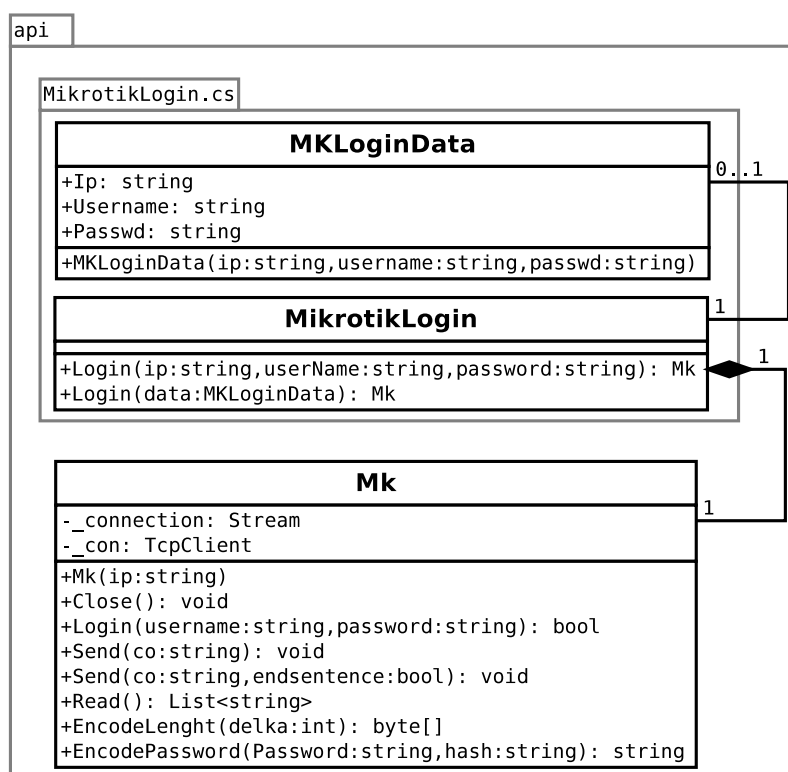 api
MikrotikLogin.cs
MKLoginData
0..1
+Ip: string
+Username: string
+Passwd: string
+MKLoginData(ip:string,username:string,passwd:string)
MikrotikLogin
1
+Login(ip:string,userName:string,password:string): Mk
1
+Login(data:MKLoginData): Mk
Mk
1
-_connection: Stream
-_con: TcpClient
+Mk(ip:string)
+Close(): void
+Login(username:string,password:string): bool
+Send(co:string): void
+Send(co:string,endsentence:bool): void
+Read(): List<string>
+EncodeLenght(delka:int): byte[]
+EncodePassword(Password:string,hash:string): string